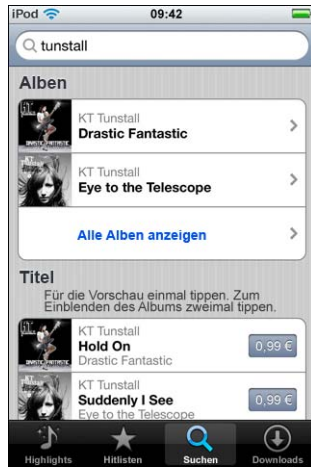 iPod 09:42
tunstall
Alben
KT Tunstall
Drastic Fantastic
KT Tunstall
Eye to the Telescope
Alle Alben anzeigen
Titel
Für die Vorschau einmal tippen. Zum
Einblenden des Albums zweimal tippen.
KT Tunstall
Hold On
0,99 €
Drastic Fantastic
KT Tunstall
Suddenly I See
0,99 €
Eye to the Telescope
Highlights Hitlisten Suchen Downloads